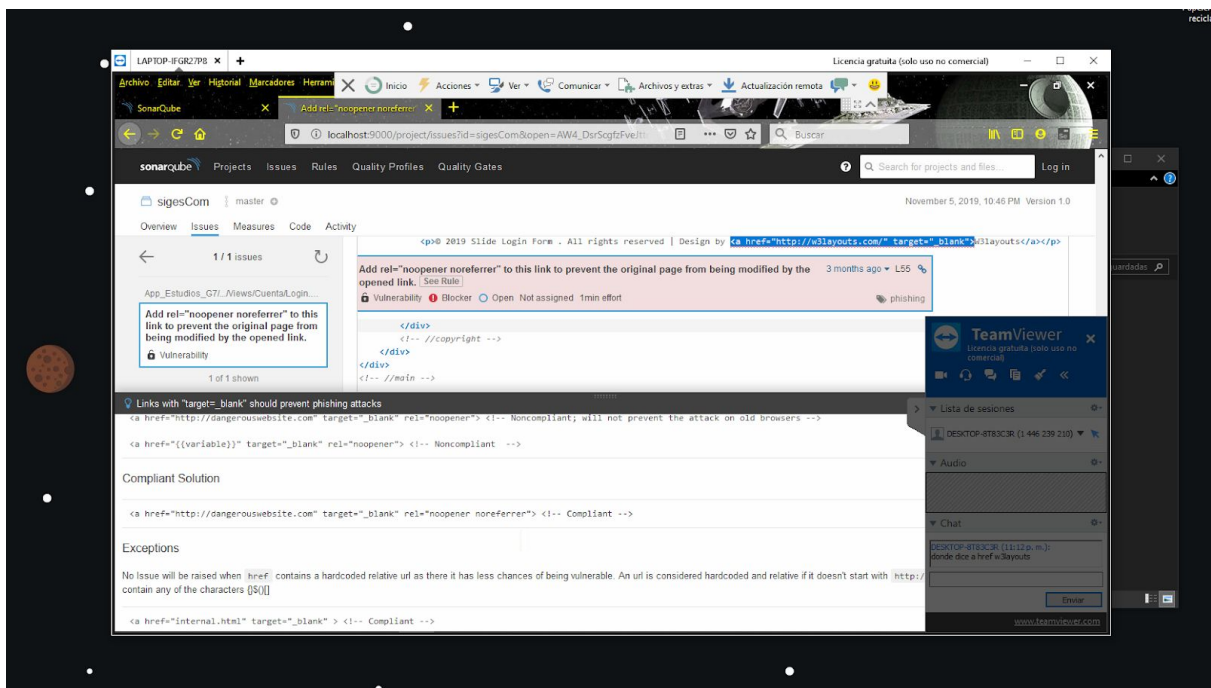 recicla
LAPTOP-IFGR27P8 × +
Licencia gratuita (solo uso no comercial)
Archivo Editar Ver Historial Marcadores Herrami
Inicio Acciones Ver Comunicar Archivos y extras Actualización remota
SonarQube × Add rel="noopener noreferrer" × +
localhost:9000/project/issues?id=sigesCom&open=AW4_DsrScgfzFveJt
Buscar
sonarqube Projects Issues Rules Quality Profiles Quality Gates
Search for projects and files...
Log in
sigesCom master
November 5, 2019, 10:46 PM Version 1.0
Overview Issues Measures Code Activity
<p>© 2019 Slide Login Form . All rights reserved | Design by <a href="http://w3layouts.com/" target="_blank">W3layouts</a></p>
1 / 1 issues
Add rel="noopener noreferrer" to this link to prevent the original page from being modified by the
opened link. See Rule
3 months ago L55
Vulnerability Blocker Open Not assigned 1min effort
phishing
App_Estudios_G7/.../Views/Cuenta/Login....
Add rel="noopener noreferrer" to this
link to prevent the original page from
being modified by the opened link.
Vulnerability
1 of 1 shown
</div>
<!-- //copyright -->
</div>
</div>
<!-- //main -->
uardadas
TeamViewer
Licencia gratuita (solo uso no
comercial)
Links with "target=_blank" should prevent phishing attacks
<a href="http://dangerouswebsite.com" target="_blank" rel="noopener"> <!-- Noncompliant; will not prevent the attack on old browsers -->
<a href="{{variable}}" target="_blank" rel="noopener"> <!-- Noncompliant -->
Compliant Solution
<a href="http://dangerouswebsite.com" target="_blank" rel="noopener noreferrer"> <!-- Compliant -->
Exceptions
No Issue will be raised when href contains a hardcoded relative url as there it has less chances of being vulnerable. An url is considered hardcoded and relative if it doesn't start with http:/
contain any of the characters {}$()[]
<a href="internal.html" target="_blank" > <!-- Compliant -->
Lista de sesiones
DESKTOP-8TB3C3R (1 446 239 210)
Audio
Chat
DESKTOP-8TB3C3R (11:12 p. m.):
donde dice a href w3layouts
Enviar
www.teamviewer.com